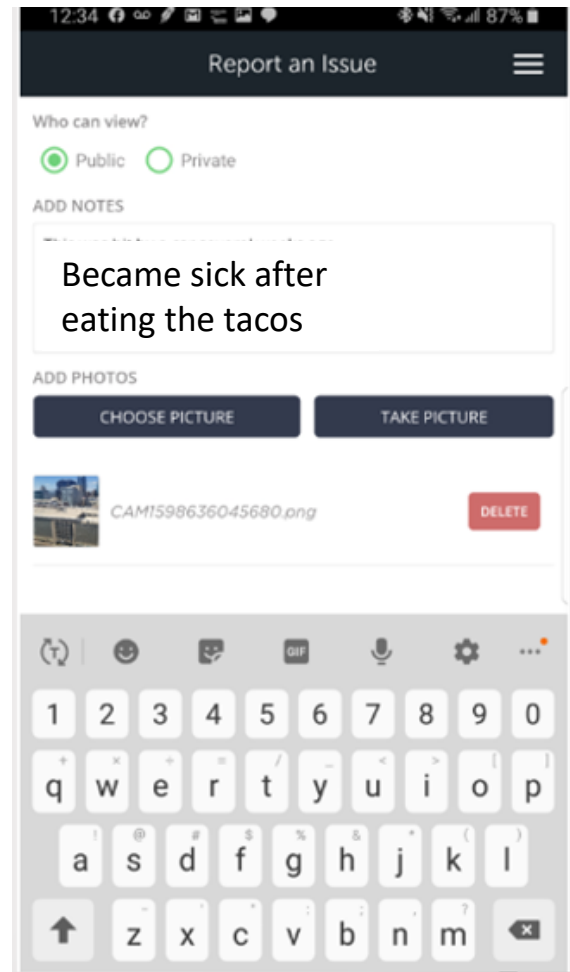 12:34
87%
Report an Issue
Who can view?
Public Private
ADD NOTES
Became sick after
eating the tacos
ADD PHOTOS
CHOOSE PICTURE TAKE PICTURE
CAM1598636045680.png DELETE
GIF
1 2 3 4 5 6 7 8 9 0
q w e r t y u i o p
a s d f g h j k l
z x c v b n m